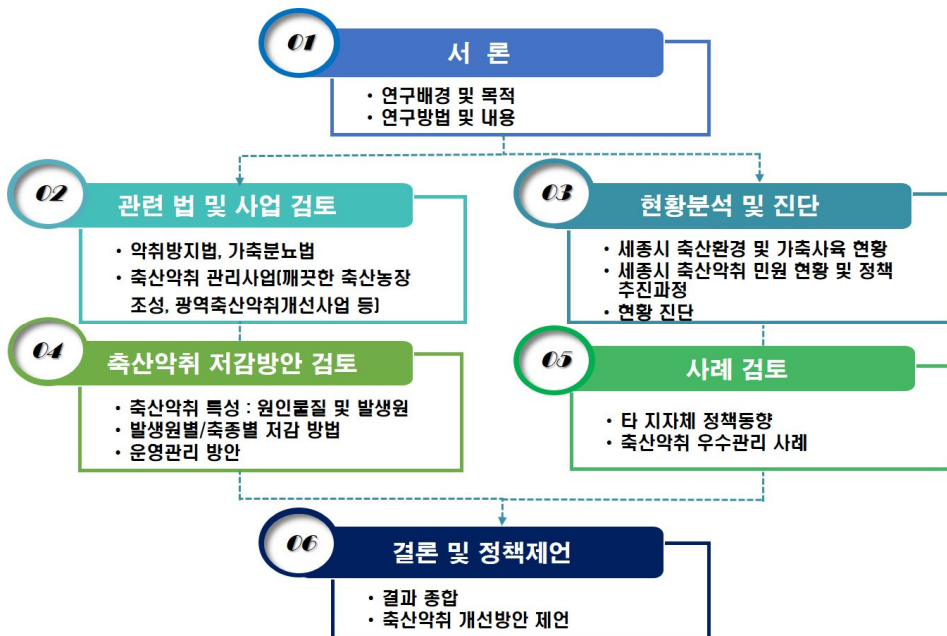 01
서 론
• 연구배경 및 목적
• 연구방법 및 내용
02
관련 법 및 사업 검토
• 악취방지법, 가축분뇨법
• 축산악취 관리사업(깨끗한 축산농장
조성, 광역축산악취개선사업 등)
03
현황분석 및 진단
• 세종시 축산환경 및 가축사육 현황
• 세종시 축산악취 민원 현황 및 정책
추진과정
• 현황 진단
04
축산악취 저감방안 검토
• 축산악취 특성 : 원인물질 및 발생원
• 발생원별/축종별 저감 방법
• 운영관리 방안
05
사례 검토
• 타 지자체 정책동향
• 축산악취 우수관리 사례
06
결론 및 정책제언
• 결과 종합
• 축산악취 개선방안 제언